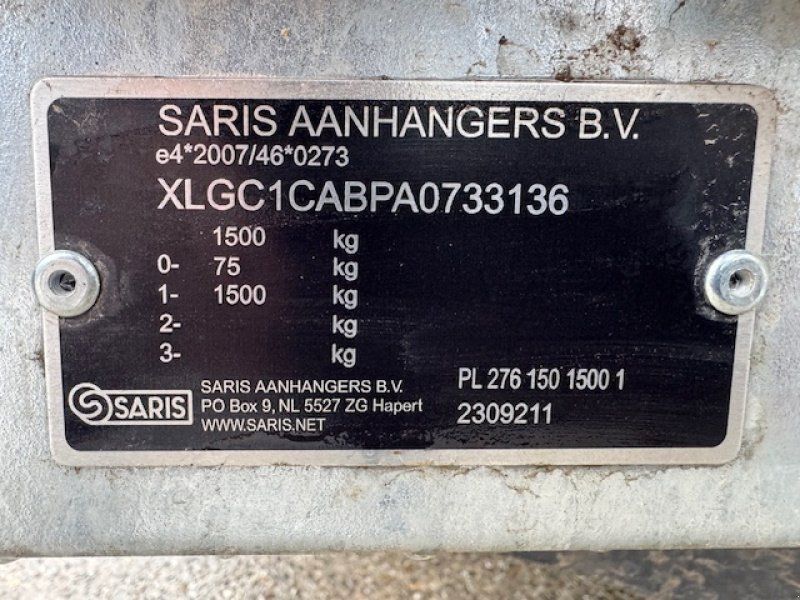 SARIS AANHANGERS B.V.
e4*2007/46*0273
XLGC1CABPA0733136
1500 kg
0- 75 kg
1- 1500 kg
2- kg
3- kg
SARIS
SARIS AANHANGERS B.V.
PO Box 9, NL 5527 ZG Hapert
WWW.SARIS.NET
PL 276 150 1500 1
2309211